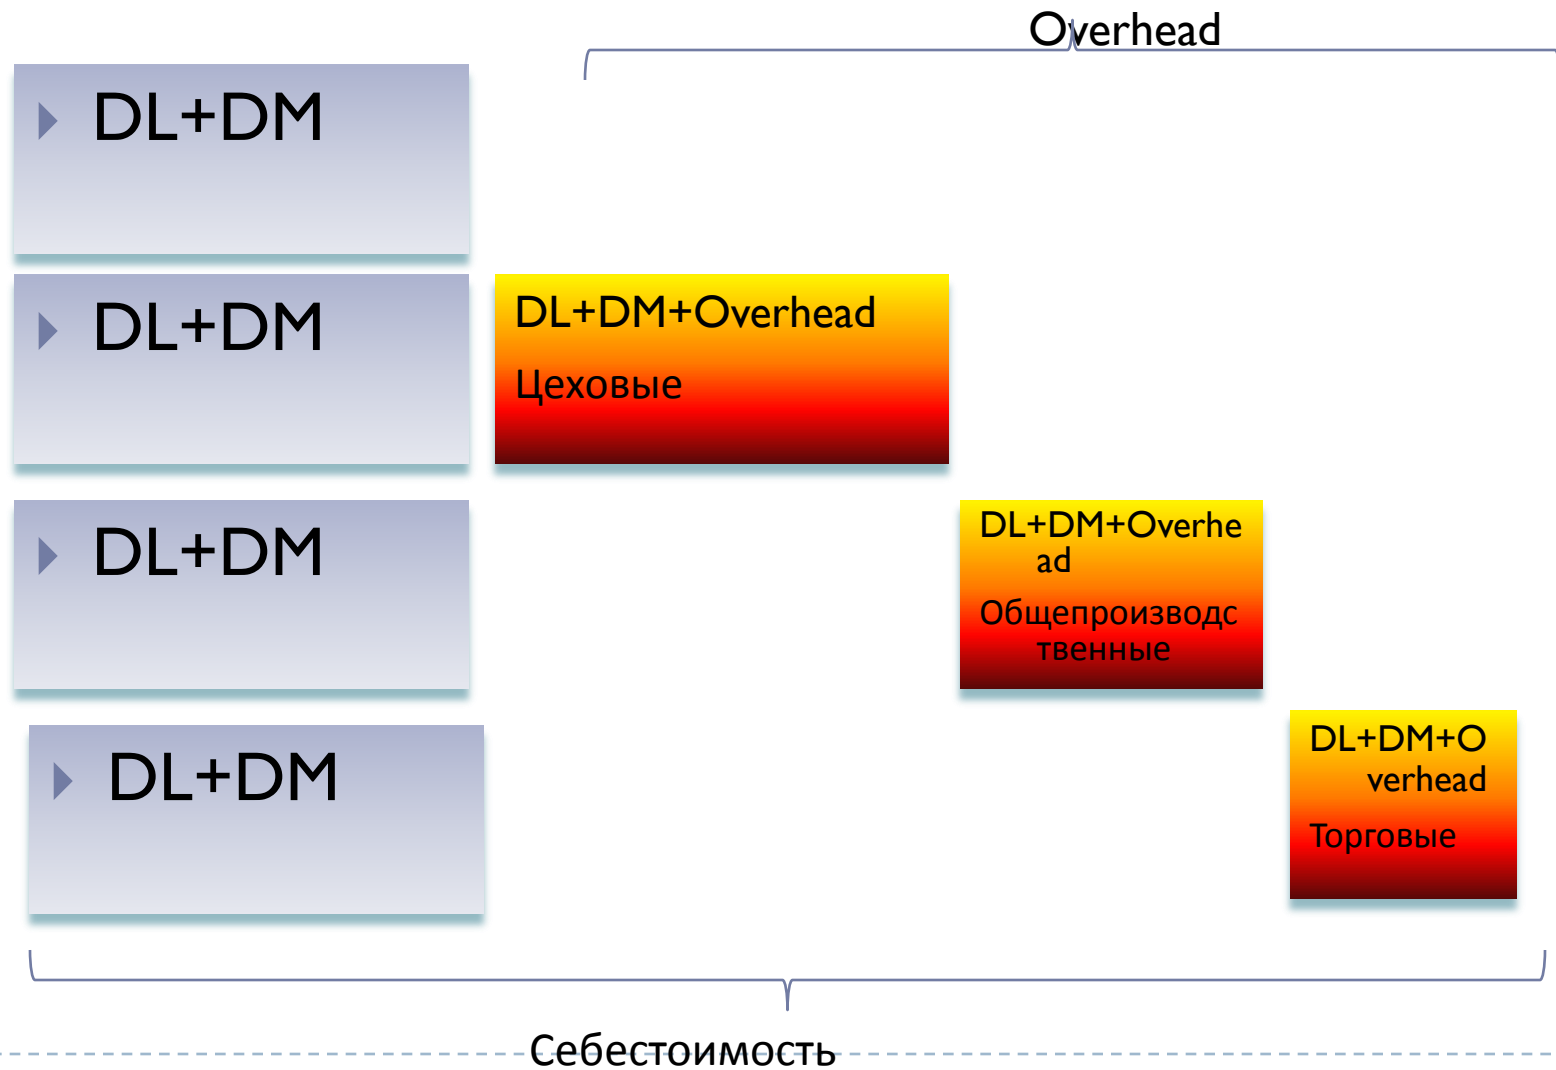 Overhead
DL+DM
DL+DM
DL+DM+Overhead
Цеховые
DL+DM
DL+DM+Overhe
ad
Общепроизводс
твенные
DL+DM
DL+DM+O
verhead
Торговые
Себестоимость